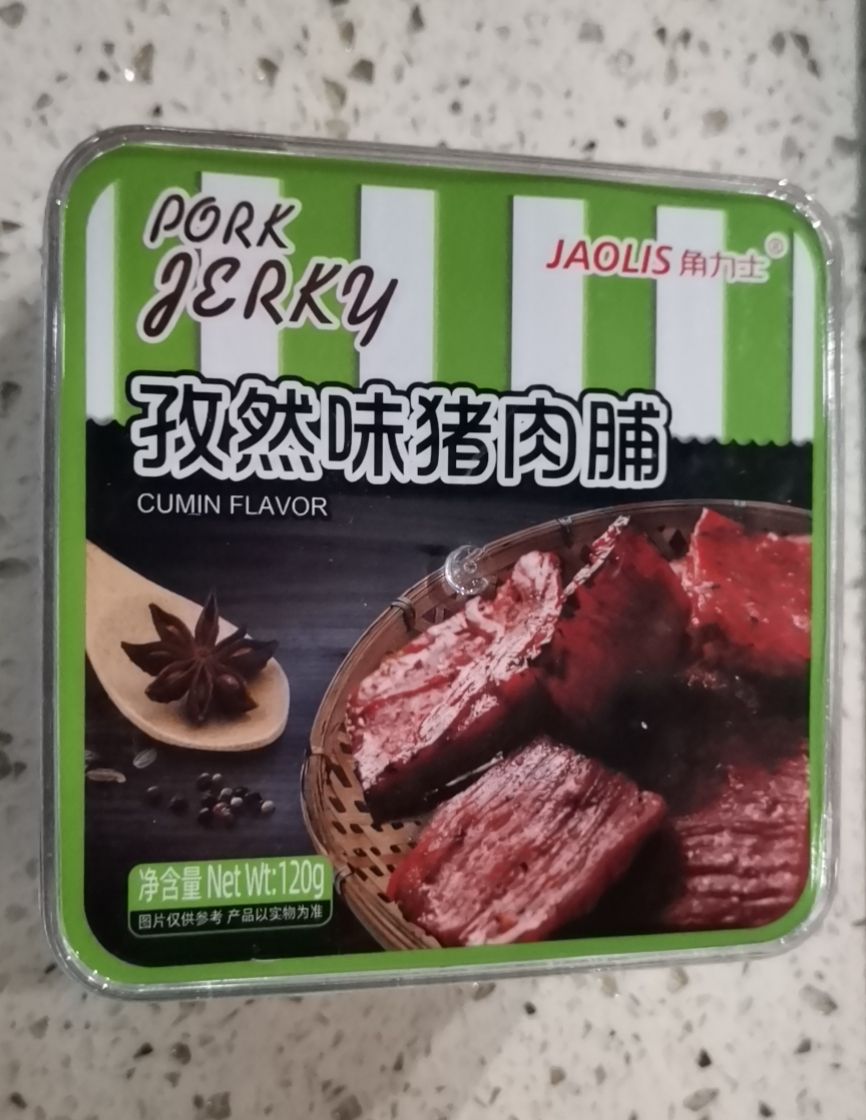 PORK
JERKY
JAOLIS 角力士®
孜然味猪肉脯
CUMIN FLAVOR
净含量 Net Wt:120g
图片仅供参考 产品以实物为准